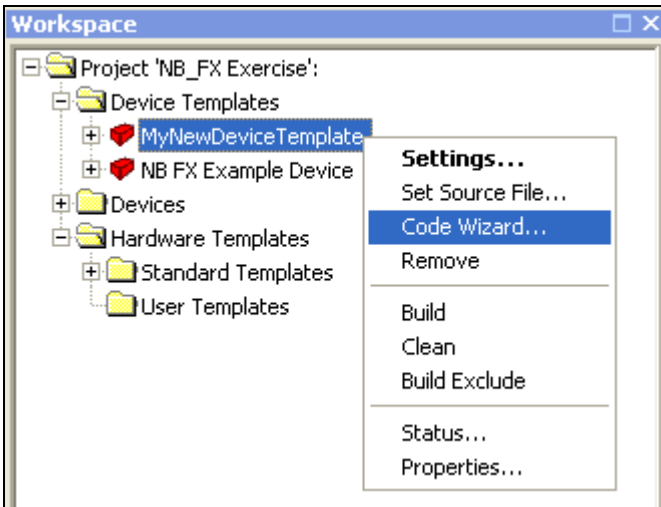 Workspace
Project 'NB_FX Exercise':
Device Templates
MyNewDeviceTemplate
NB FX Example Device
Devices
Hardware Templates
Standard Templates
User Templates
Settings...
Set Source File...
Code Wizard...
Remove
Build
Clean
Build Exclude
Status...
Properties...